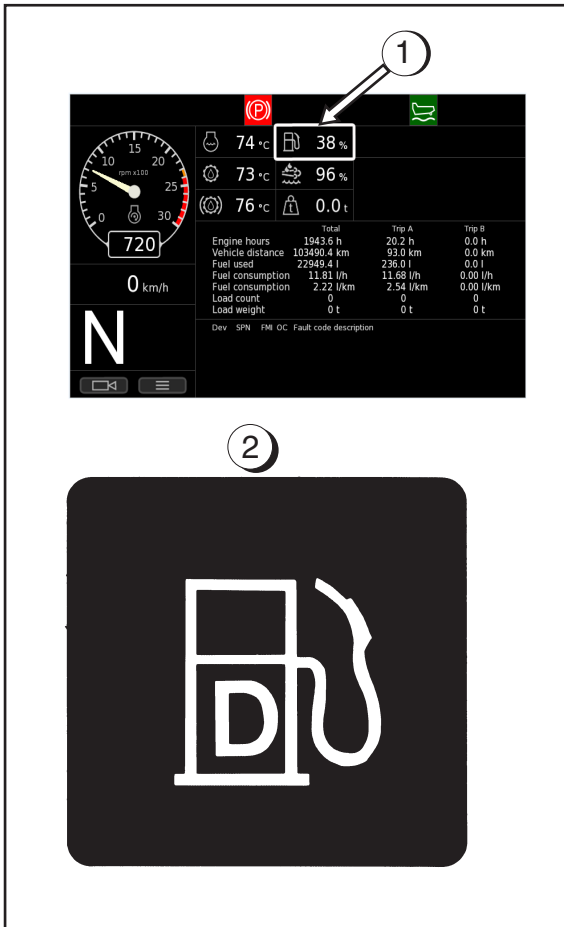 1
(P)
15
10 20
rpm x100
5 25
0 30
720
74 °C 38 %
73 °C 96 %
76 °C t 0.0 t
0 km/h
N
Total Trip A Trip B
Engine hours 1943.6 h 20.2 h 0.0 h
Vehicle distance 103490.4 km 93.0 km 0.0 km
Fuel used 22949.4 l 236.0 l 0.0 l
Fuel consumption 11.81 l/h 11.68 l/h 0.00 l/h
Fuel consumption 2.22 l/km 2.54 l/km 0.00 l/km
Load count 0 0 0
Load weight 0 t 0 t 0 t
Dev SPN FMI OC Fault code description
2
D